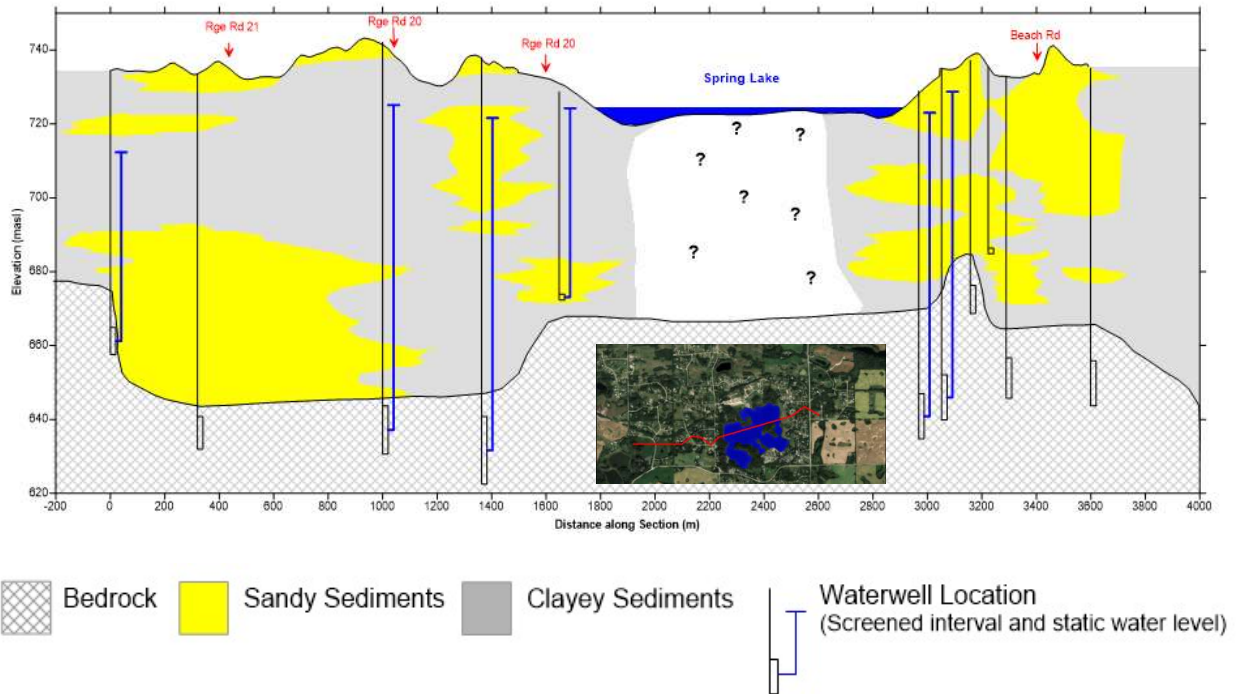 Rge Rd 21
Rge Rd 20
Rge Rd 20
Beach Rd
Spring Lake
740
720
700
680
660
640
620
Elevation (masl)
? ?
?
?
?
?
?
-200 0 200 400 600 800 1000 1200 1400 1600 1800 2000 2200 2400 2600 2800 3000 3200 3400 3600 3800 4000
Distance along Section (m)
Bedrock
Sandy Sediments
Clayey Sediments
Waterwell Location
(Screened interval and static water level)